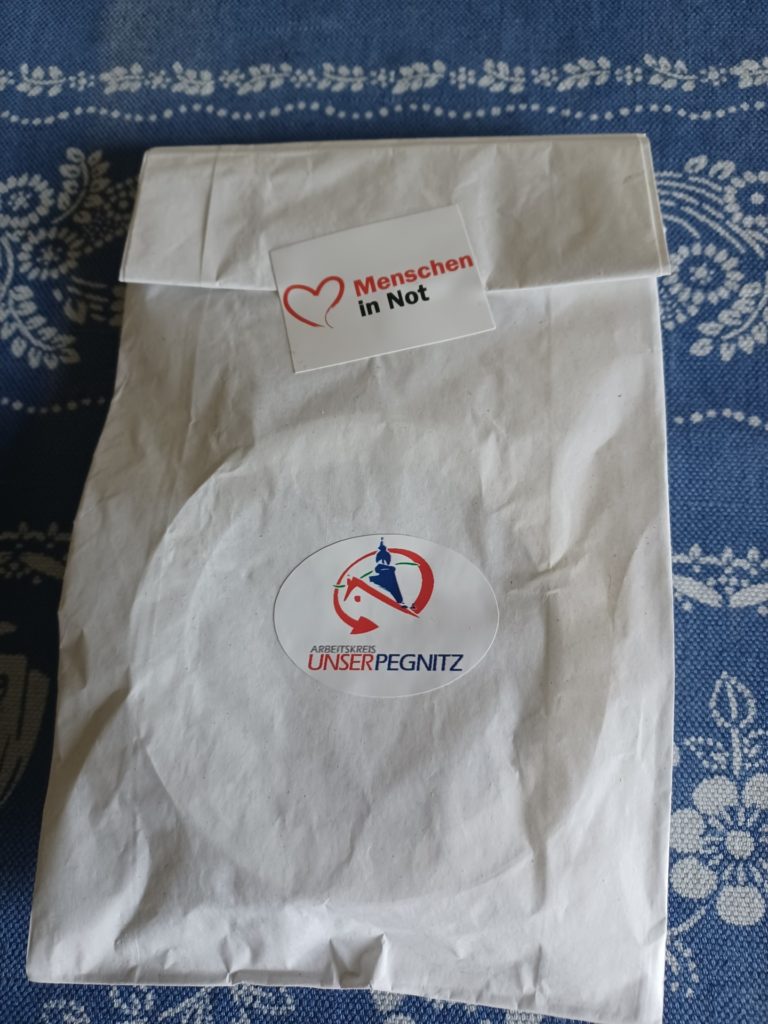 Menschen
in Not
ARBEITSKREIS
UNSERPEGNITZ